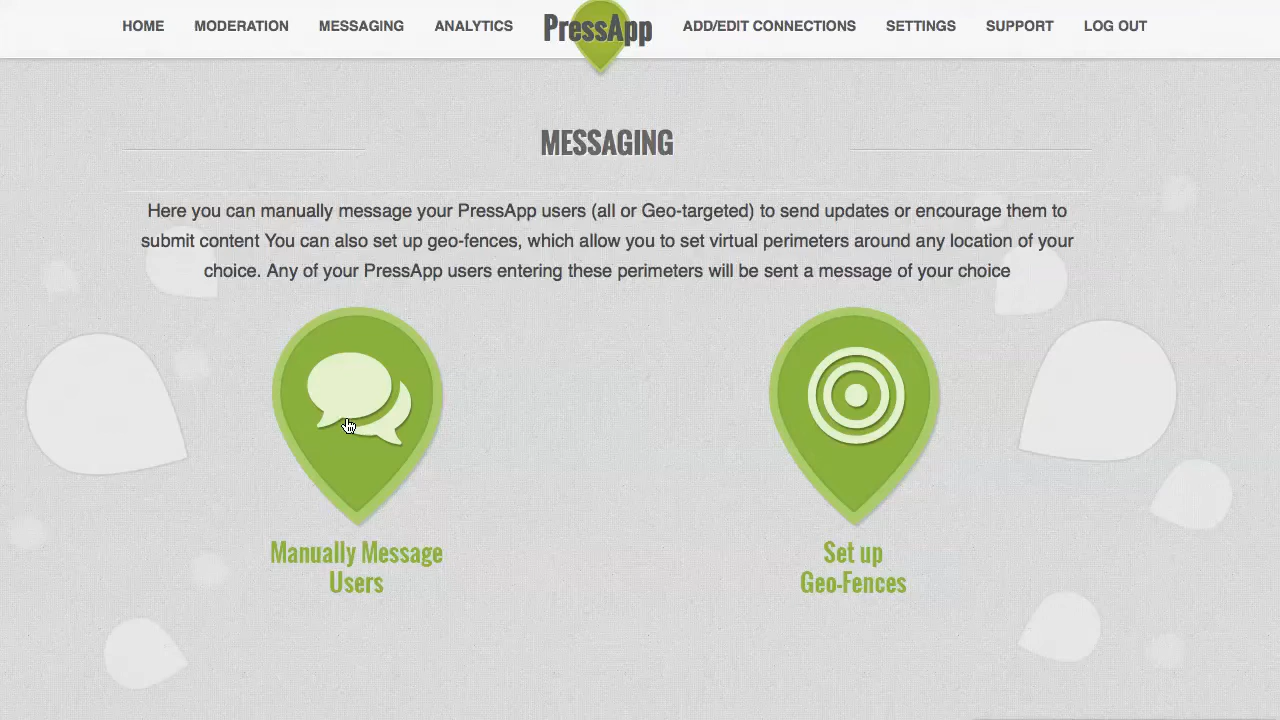 HOME MODERATION MESSAGING ANALYTICS PressApp ADD/EDIT CONNECTIONS SETTINGS SUPPORT LOG OUT
MESSAGING
Here you can manually message your PressApp users (all or Geo-targeted) to send updates or encourage them to
submit content You can also set up geo-fences, which allow you to set virtual perimeters around any location of your
choice. Any of your PressApp users entering these perimeters will be sent a message of your choice
Manually Message
Users
Set up
Geo-Fences